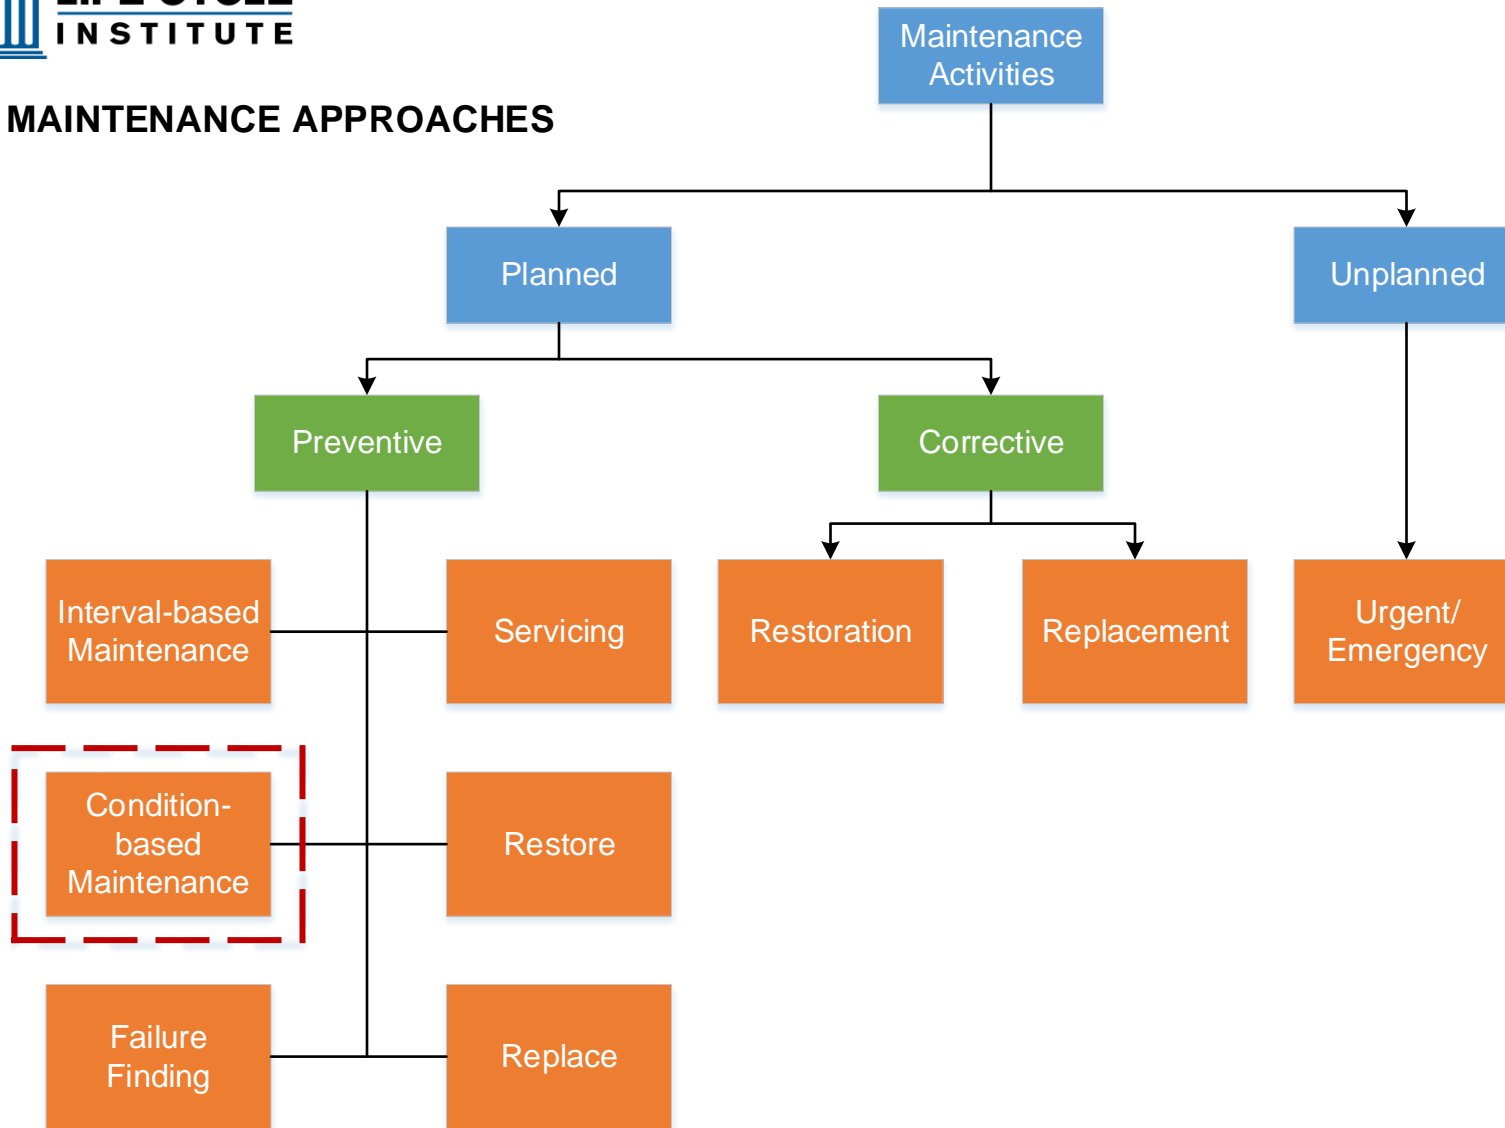 INSTITUTE
MAINTENANCE APPROACHES
Maintenance
Activities
Planned
Unplanned
Preventive
Corrective
Interval-based
Maintenance
Servicing
Restoration
Replacement
Urgent/
Emergency
Condition-
based
Maintenance
Restore
Failure
Finding
Replace